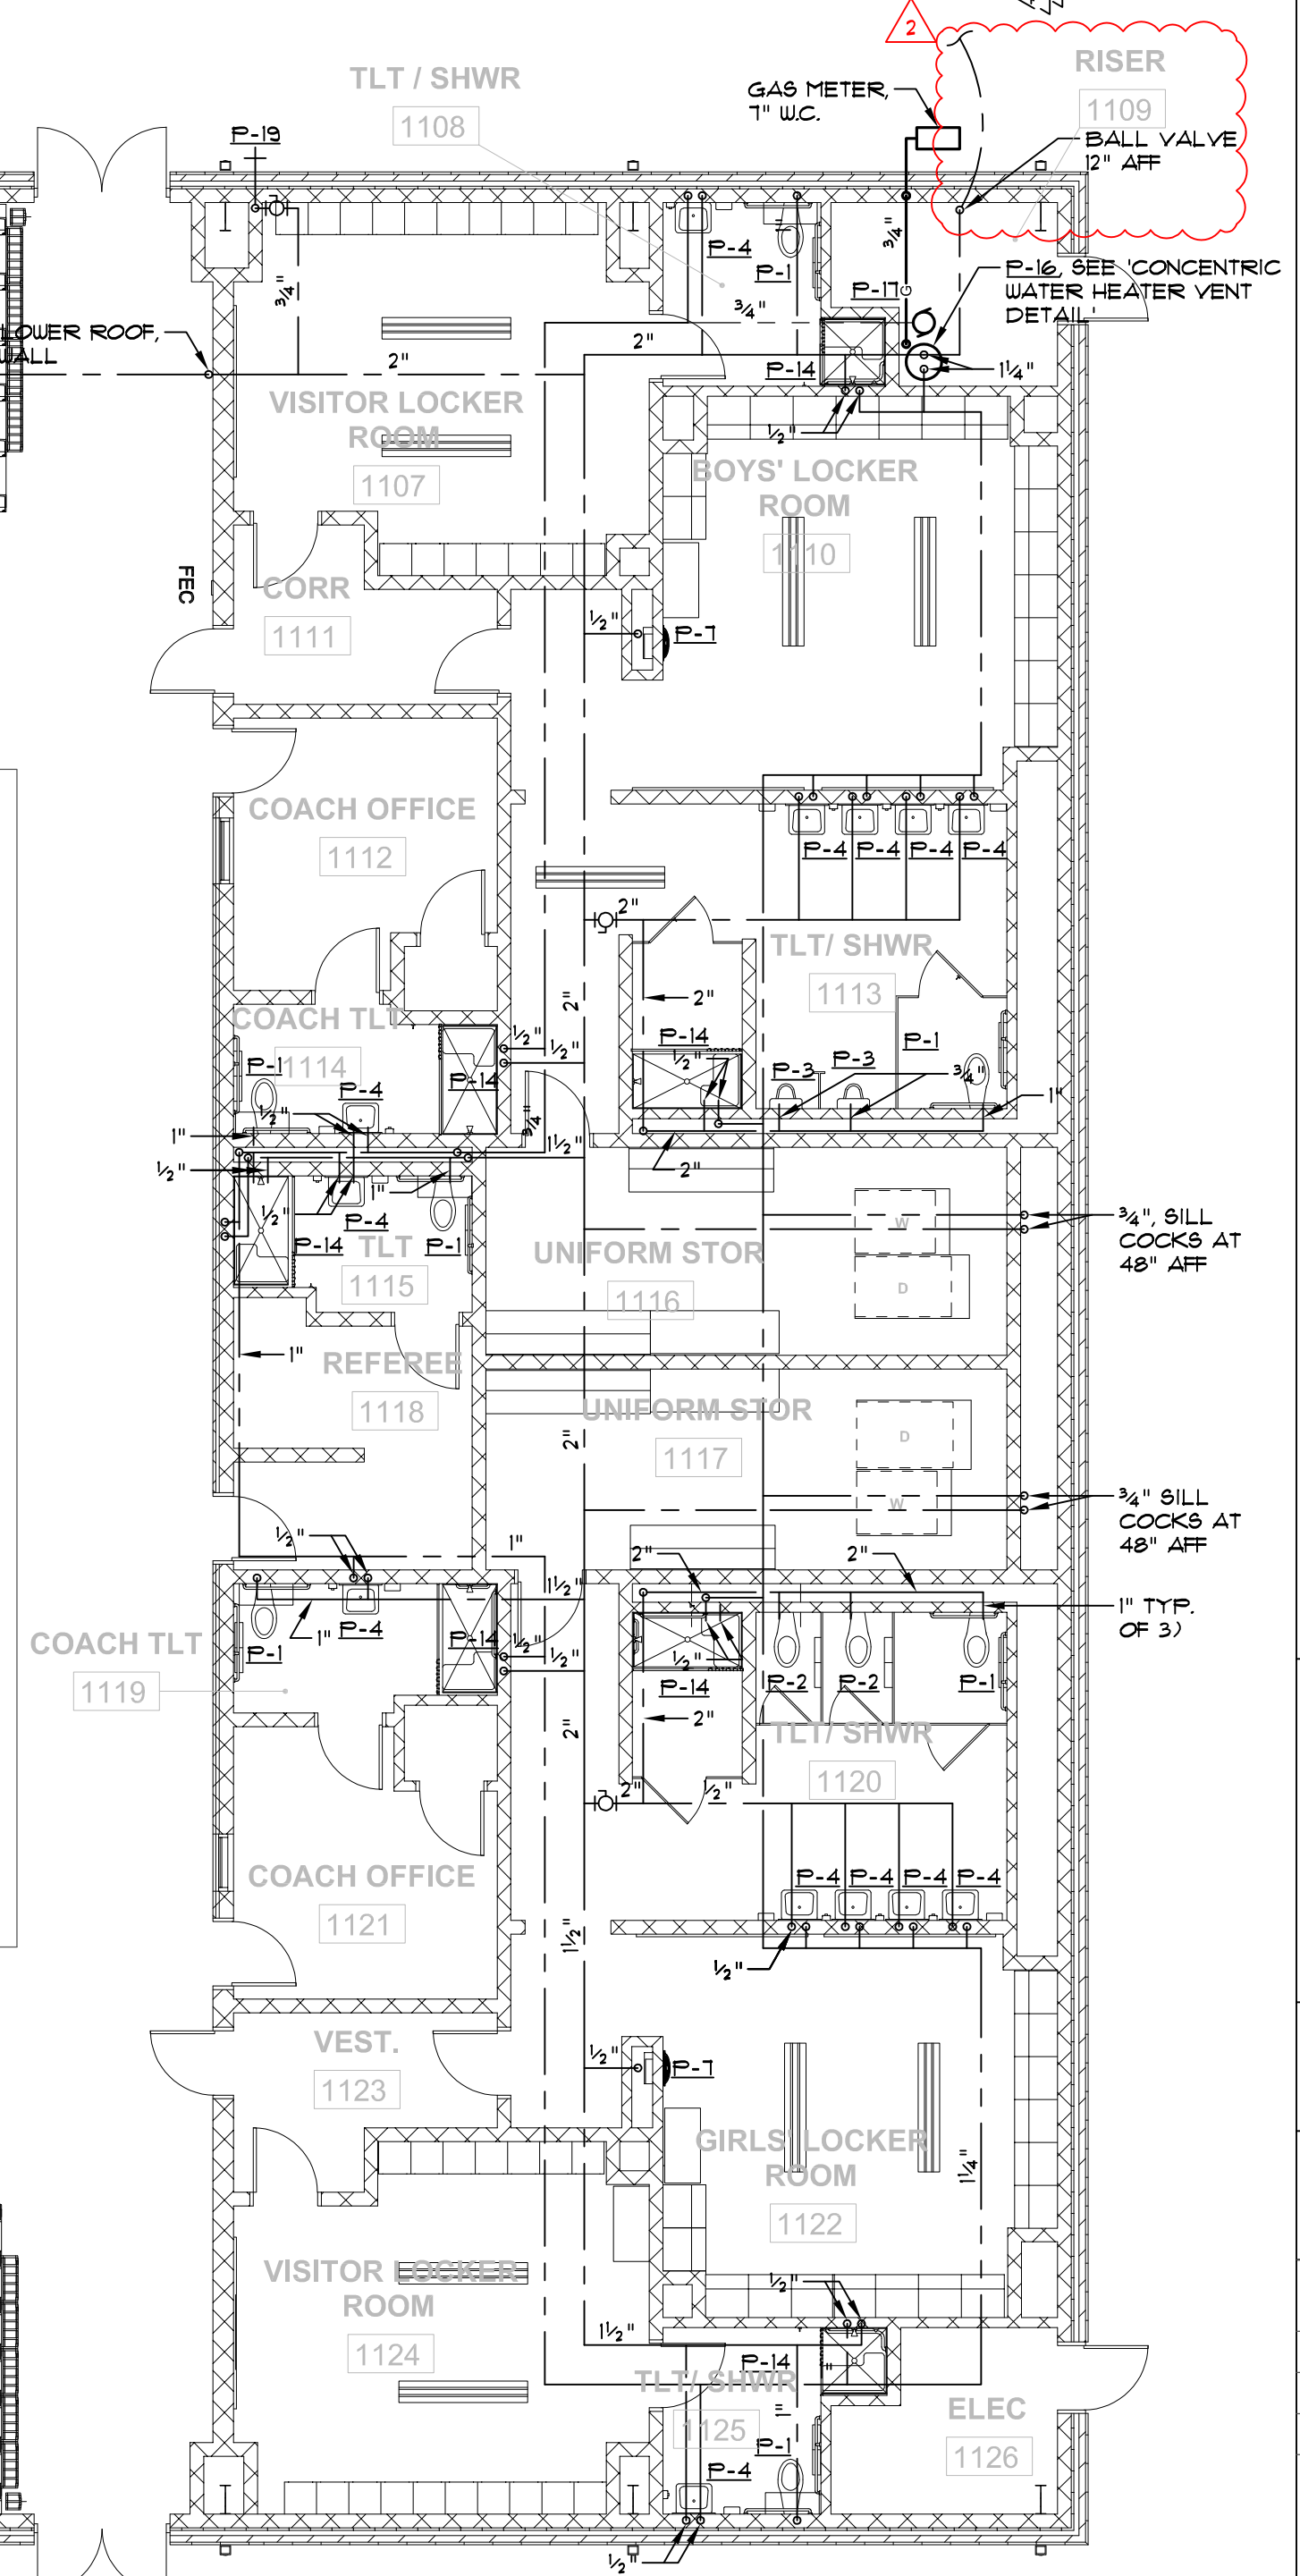 2
RISER
1109
TLT / SHWR
1108
GAS METER,
7" W.C.
BALL VALVE
12" AFF
P-19
P-4
P-1
1"
3/4"
3/4"
3/4"
P-17
G
P-16, SEE 'CONCENTRIC
WATER HEATER VENT
DETAIL'
LOWER ROOF,
WALL
2"
2"
P-14
1 1/4"
VISITOR LOCKER
ROOM
1107
1/2"
BOYS' LOCKER
ROOM
1110
FEC
CORR
1111
1/2"
P-7
COACH OFFICE
1112
P-4
P-4
P-4
P-4
2"
TLT/ SHWR
1113
2"
2"
COACH TLT
1114
P-1
P-4
P-14
1/2"
1/2"
1/2"
P-14
1/2"
P-3
P-3
P-1
3/4"
1"
3/4"
1"
1 1/2"
2"
1/2"
1"
1/2"
P-4
P-14
TLT
1115
P-1
3/4", SILL
COCKS AT
48" AFF
W
D
UNIFORM STOR
1116
1"
REFEREE
1118
UNIFORM STOR
1117
2"
D
W
3/4" SILL
COCKS AT
48" AFF
1/2"
1"
1 1/2"
2"
2"
1" TYP.
OF 3)
COACH TLT
1119
P-1
1"
P-4
P-14
1/2"
1/2"
1/2"
P-14
P-2
P-2
P-1
2"
2"
TLT/ SHWR
1120
2"
1/2"
COACH OFFICE
1121
P-4
P-4
P-4
P-4
1 1/2"
1/2"
VEST.
1123
1/2"
P-7
GIRLS' LOCKER
ROOM
1122
1 1/4"
VISITOR LOCKER
ROOM
1124
1/2"
1 1/2"
P-14
TLT/ SHWR
1125
1"
P-1
P-4
ELEC
1126
1/2"